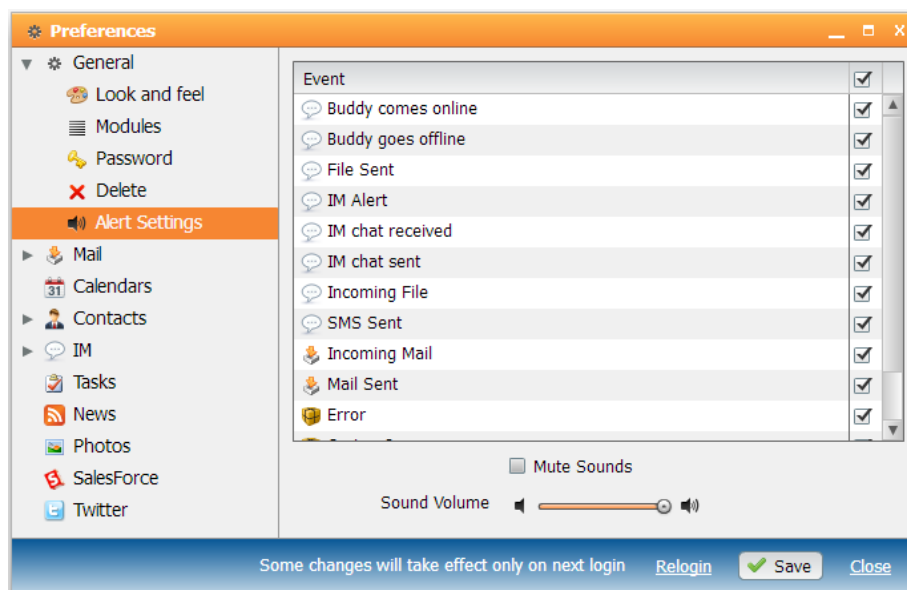 Preferences
General
Look and feel
Modules
Password
Delete
Alert Settings
Mail
31 Calendars
Contacts
IM
Tasks
News
Photos
SalesForce
Twitter
Event
Buddy comes online
Buddy goes offline
File Sent
IM Alert
IM chat received
IM chat sent
Incoming File
SMS Sent
Incoming Mail
Mail Sent
Error
Mute Sounds
Sound Volume
Some changes will take effect only on next login Relogin Save Close